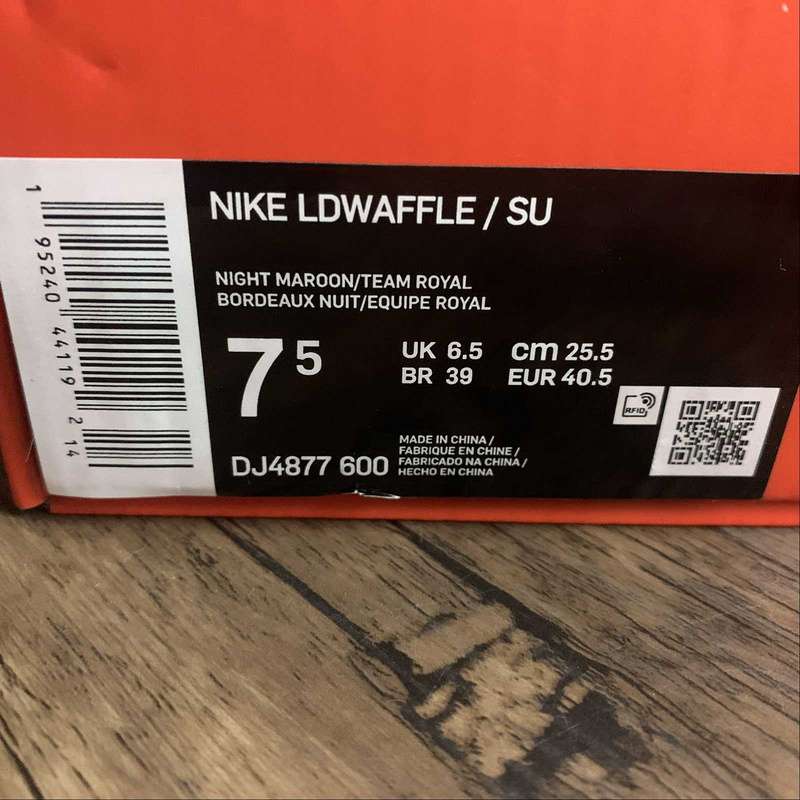 NIKE LDWAFFLE / SU
NIGHT MAROON/TEAM ROYAL
BORDEAUX NUIT/EQUIPE ROYAL
7 5
UK 6.5 cm 25.5
BR 39 EUR 40.5
RFID
DJ4877 600
MADE IN CHINA /
FABRIQUE EN CHINE /
FABRICADO NA CHINA /
HECHO EN CHINA
1 95240 44119 2 14